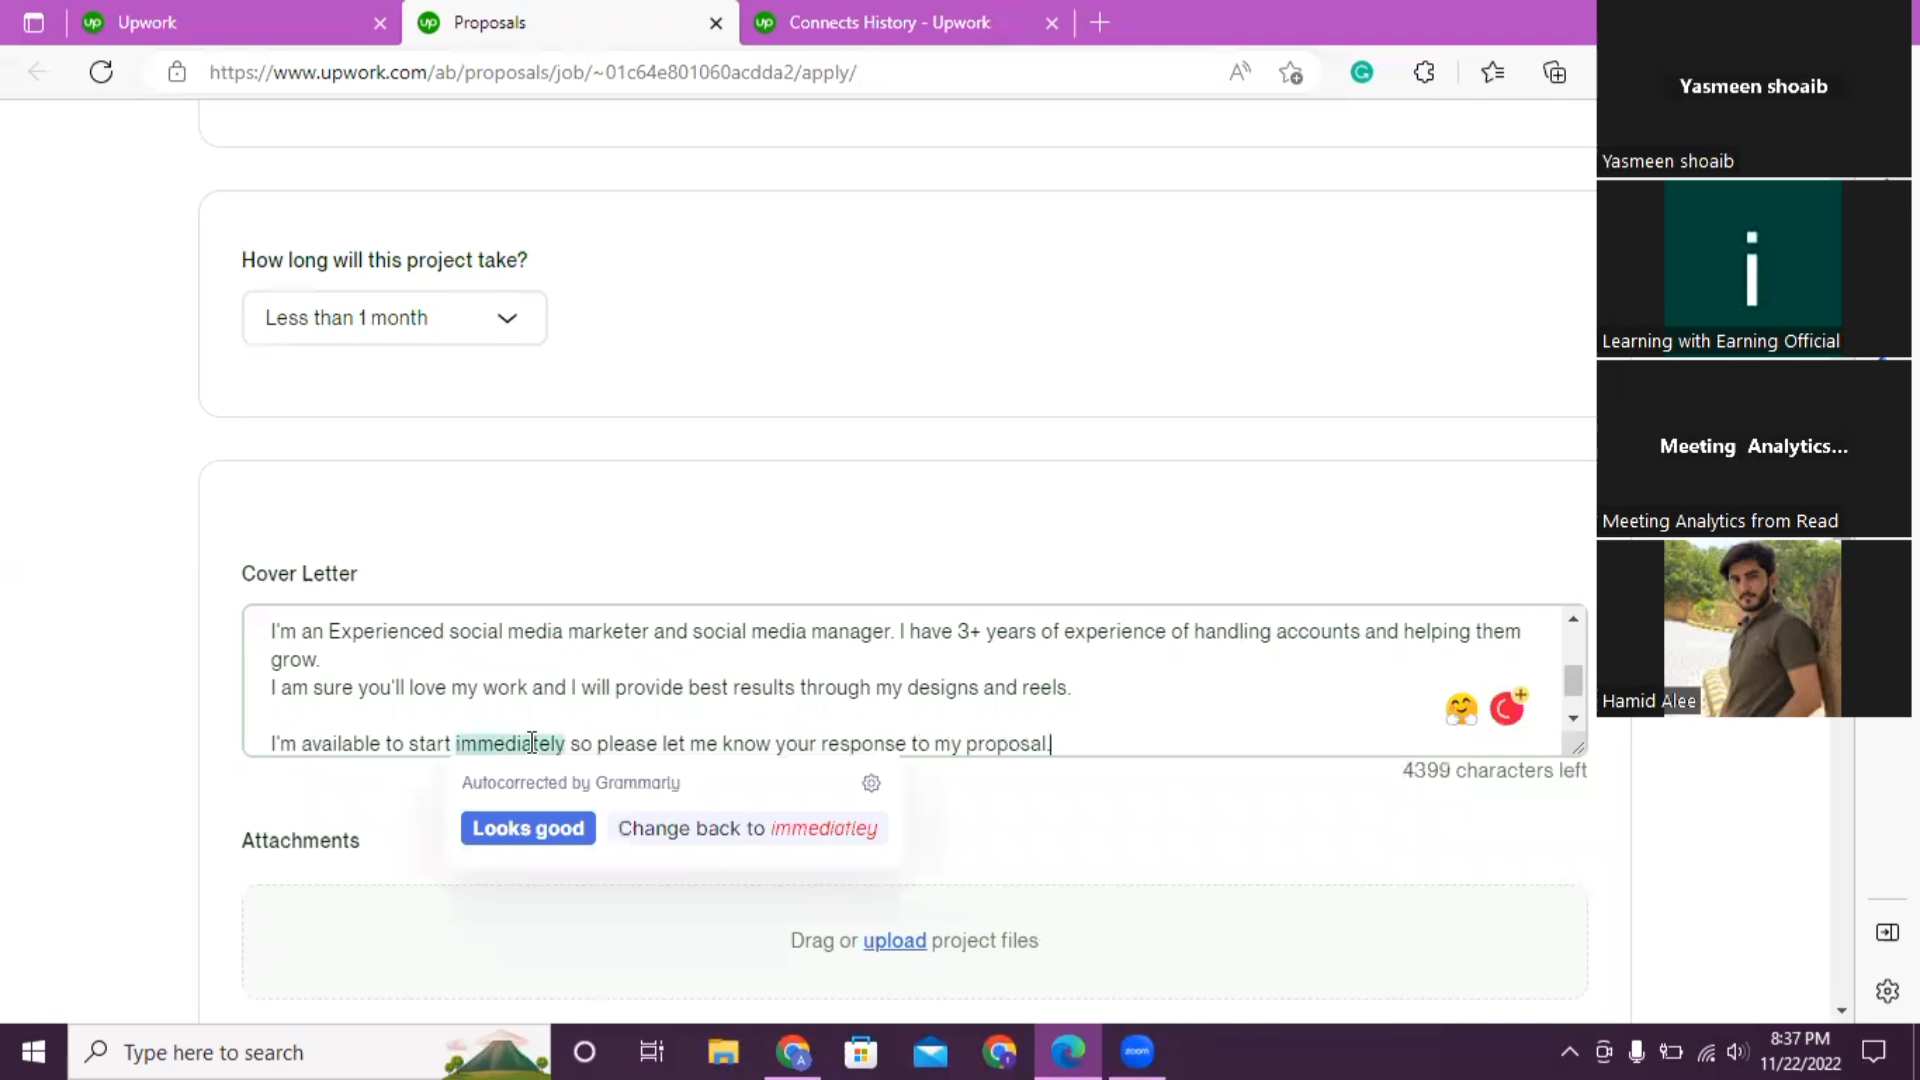 Upwork
Proposals
Connects History - Upwork
https://www.upwork.com/ab/proposals/job/~01c64e801060acdda2/apply/
Yasmeen shoaib
Yasmeen shoaib
i
Learning with Earning Official
Meeting Analytics...
Meeting Analytics from Read
Hamid Alee
How long will this project take?
Less than 1 month
Cover Letter
I'm an Experienced social media marketer and social media manager. I have 3+ years of experience of handling accounts and helping them
grow.
I am sure you'll love my work and I will provide best results through my designs and reels.
I'm available to start immediately so please let me know your response to my proposal.
4399 characters left
Autocorrected by Grammarly
Looks good
Change back to immediatley
Attachments
Drag or upload project files
Type here to search
zoom
8:37 PM
11/22/2022